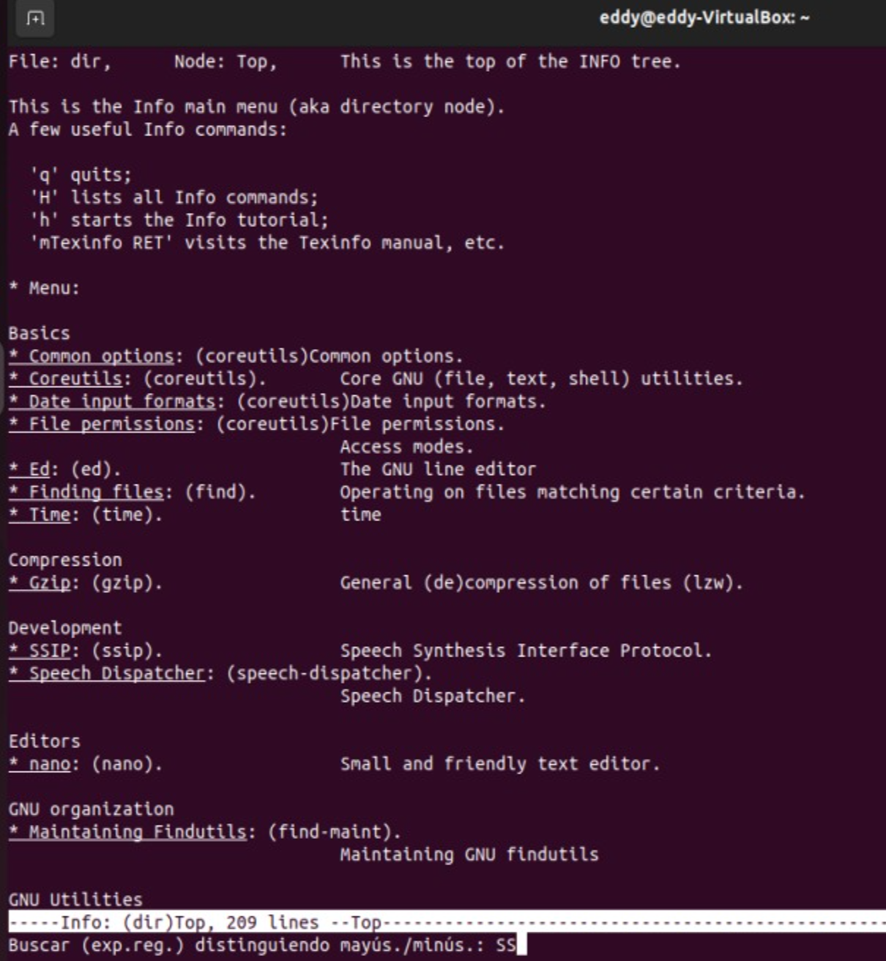 eddy@eddy-VirtualBox: ~
File: dir,      Node: Top,      This is the top of the INFO tree.
This is the Info main menu (aka directory node).
A few useful Info commands:
'q' quits;
'H' lists all Info commands;
'h' starts the Info tutorial;
'mTexinfo RET' visits the Texinfo manual, etc.
* Menu:
Basics
* Common options: (coreutils)Common options.
* Coreutils: (coreutils).       Core GNU (file, text, shell) utilities.
* Date input formats: (coreutils)Date input formats.
* File permissions: (coreutils)File permissions.
Access modes.
* Ed: (ed).                     The GNU line editor
* Finding files: (find).        Operating on files matching certain criteria.
* Time: (time).                 time
Compression
* Gzip: (gzip).                 General (de)compression of files (lzw).
Development
* SSIP: (ssip).                 Speech Synthesis Interface Protocol.
* Speech Dispatcher: (speech-dispatcher).
Speech Dispatcher.
Editors
* nano: (nano).                 Small and friendly text editor.
GNU organization
* Maintaining Findutils: (find-maint).
Maintaining GNU findutils
GNU Utilities
-----Info: (dir)Top, 209 lines --Top-------------------------------------------------
Buscar (exp.reg.) distinguiendo mayús./minús.: SS